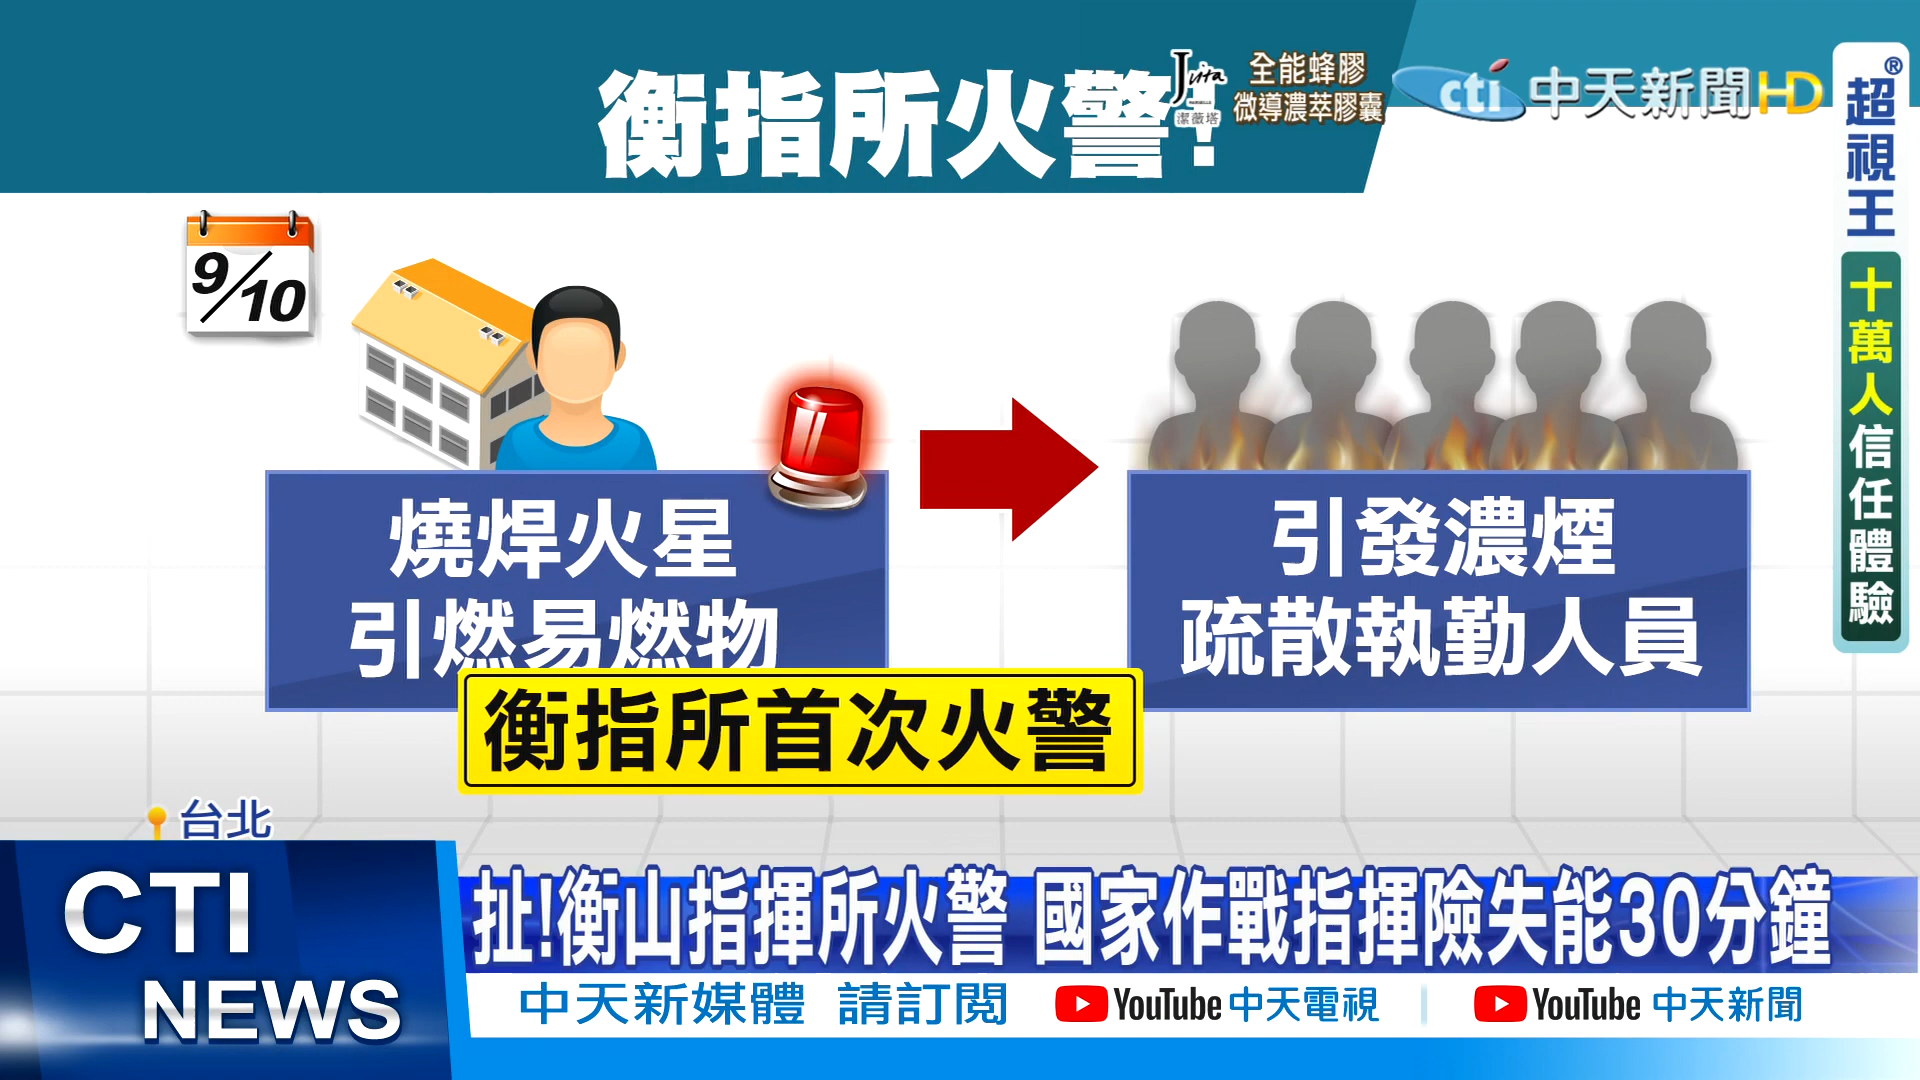 衡指所火警!
Jvita
潔薇塔
全能蜂膠
微導濃萃膠囊
cti 中天新聞HD
超視王®
十萬人信任體驗
9/10
燒焊火星
引燃易燃物
引發濃煙
疏散執勤人員
衡指所首次火警
台北
CTI
NEWS
扯!衡山指揮所火警 國家作戰指揮險失能30分鐘
中天新媒體 請訂閱 YouTube 中天電視 | YouTube 中天新聞